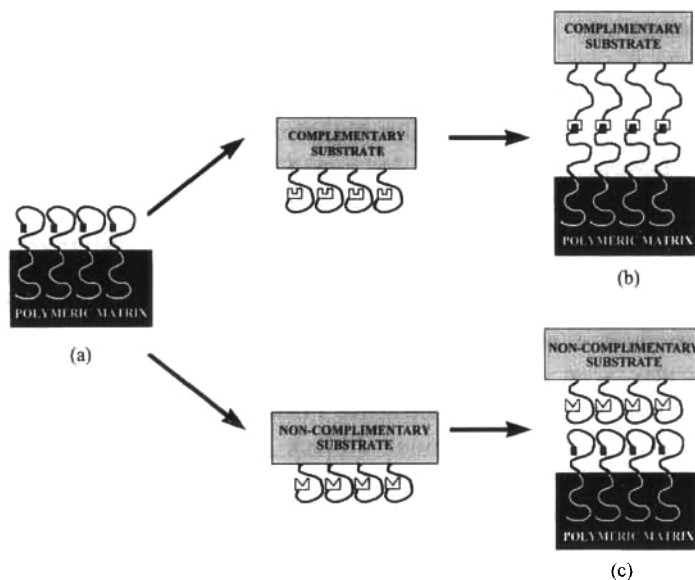 COMPLIMENTARY
SUBSTRATE
COMPLEMENTARY
SUBSTRATE
POLYMERIC MATRIX
(b)
POLYMERIC MATRIX
(a)
NON-COMPLIMENTARY
SUBSTRATE
NON-COMPLIMENTARY
SUBSTRATE
POLYMERIC MATRIX
(c)